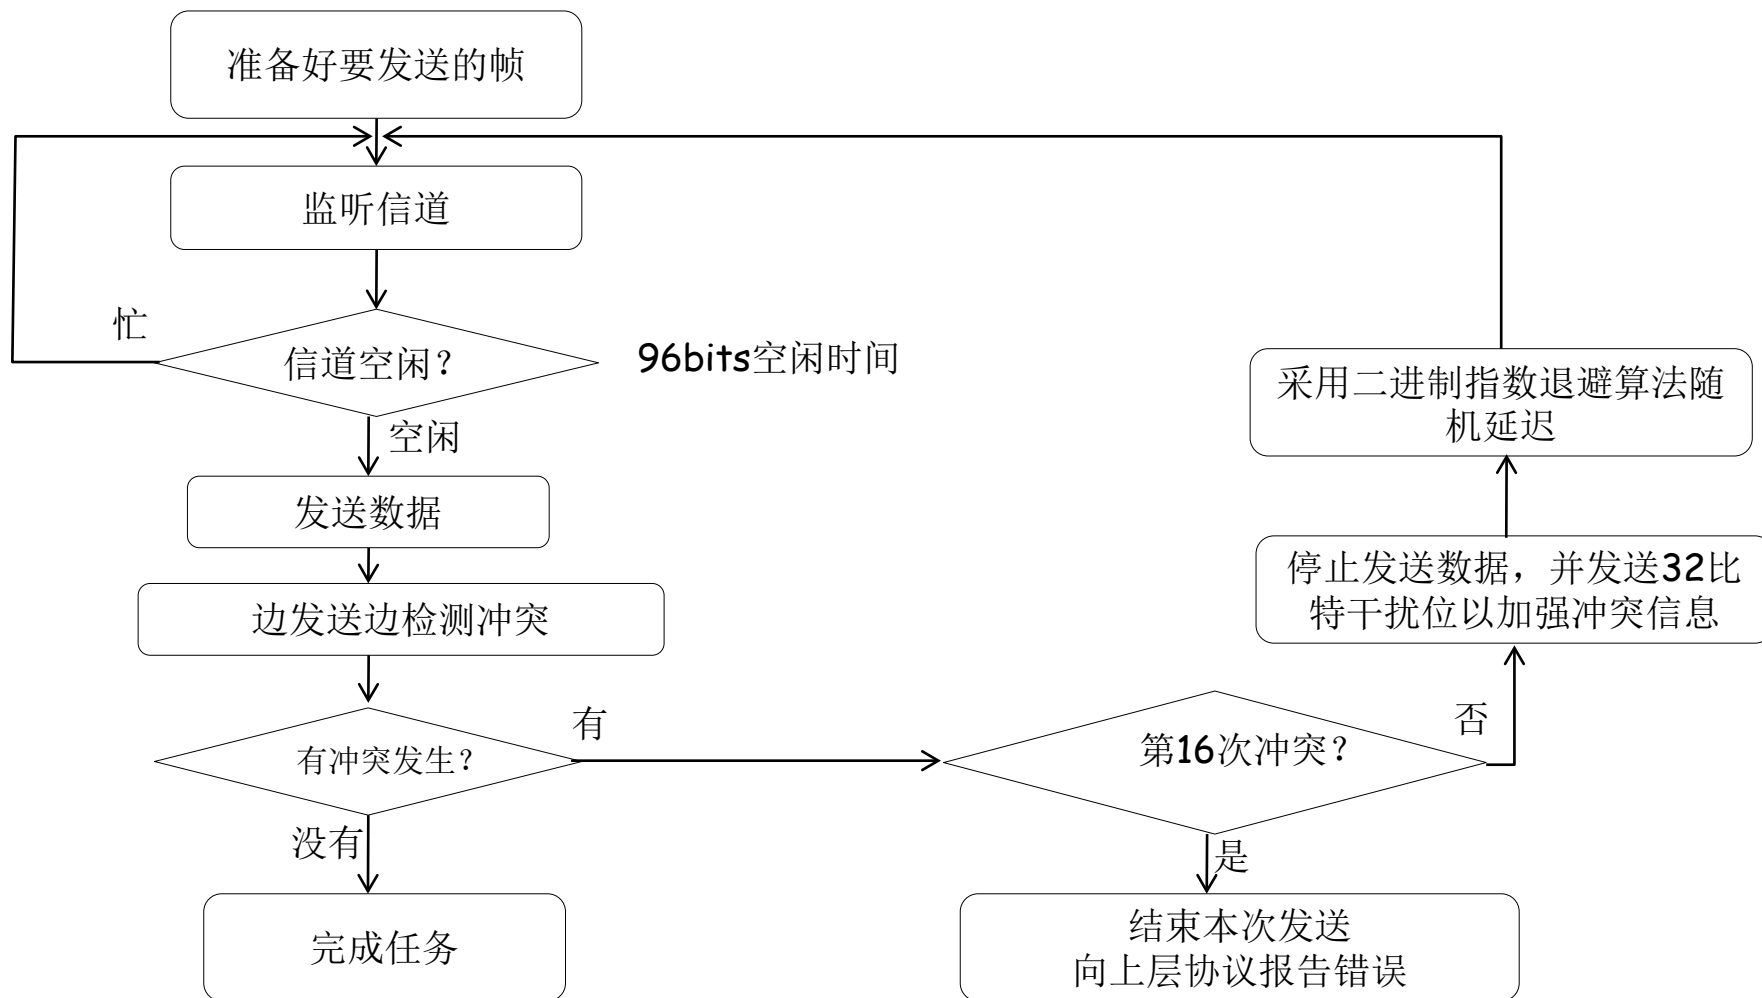 准备好要发送的帧
监听信道
忙
信道空闲？
96bits空闲时间
空闲
发送数据
边发送边检测冲突
有冲突发生？
有
没有
完成任务
第16次冲突？
否
是
结束本次发送
向上层协议报告错误
停止发送数据，并发送32比
特干扰位以加强冲突信息
采用二进制指数退避算法随
机延迟